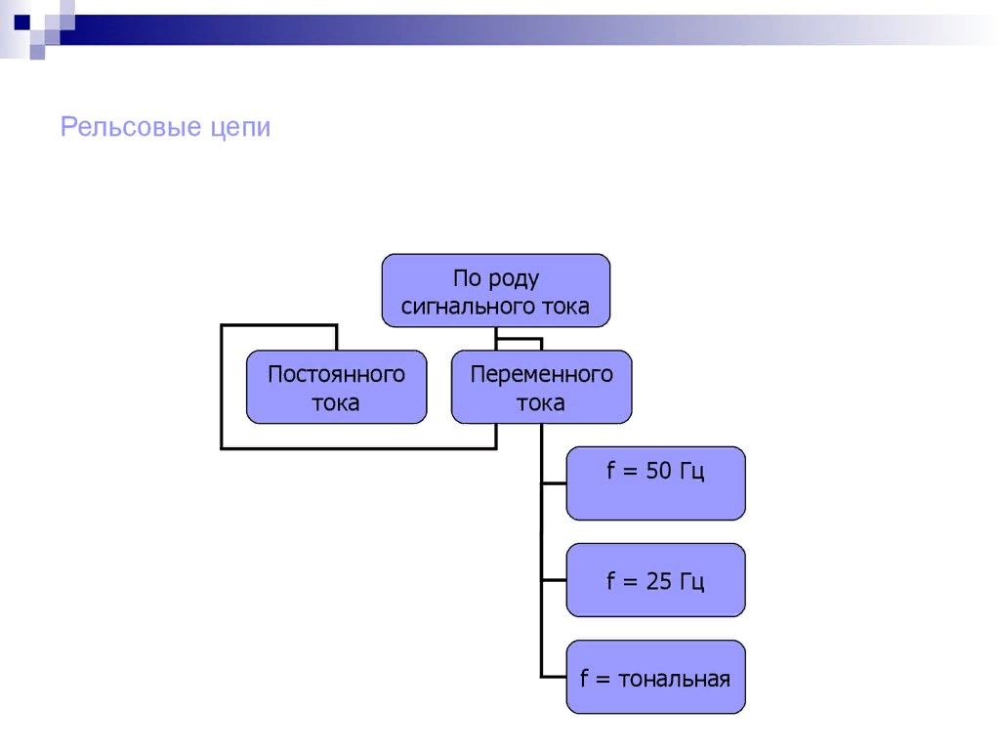 Рельсовые цепи
По роду
сигнального тока
Постоянного
тока
Переменного
тока
f = 50 Гц
f = 25 Гц
f = тональная